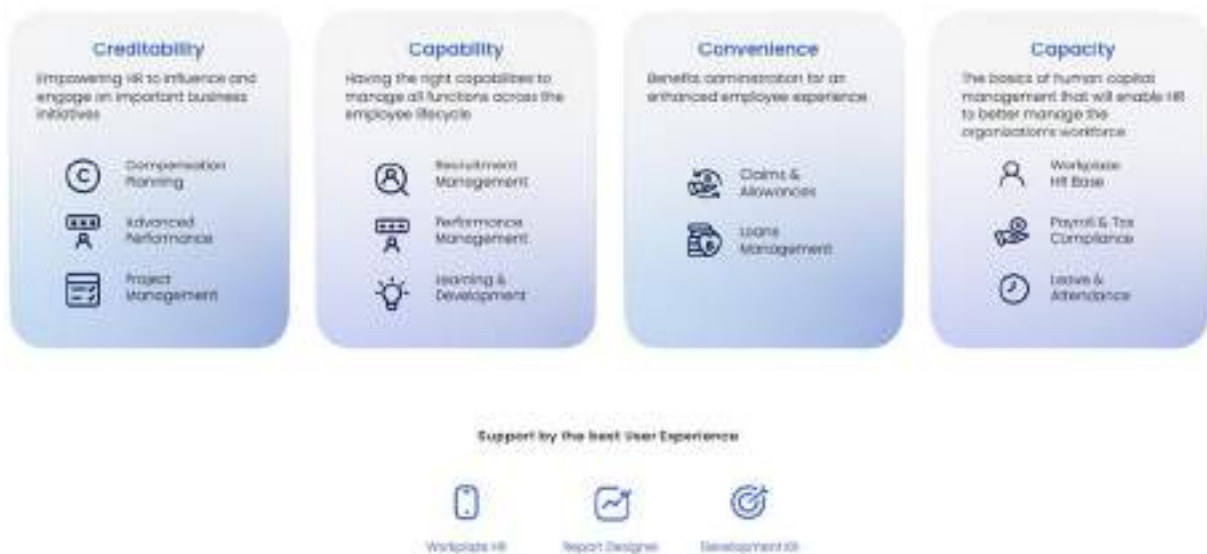 Creditability
Empowering HR to influence and
engage on important business
initiatives
C
Compensation
Planning
Advanced
Performance
Project
Management
Capability
Having the right capabilities to
manage all functions across the
employee lifecycle
Recruitment
Management
Performance
Management
Learning &
Development
Convenience
Benefits administration for an
enhanced employee experience
Claims &
Allowances
Loans
Management
Capacity
The basics of human capital
management that will enable HR
to better manage the
organization's workforce
Workplace
HR Base
Payroll & Tax
Compliance
Leave &
Attendance
Support by the best User Experience
Workplace HR
Report Designer
Development Kit